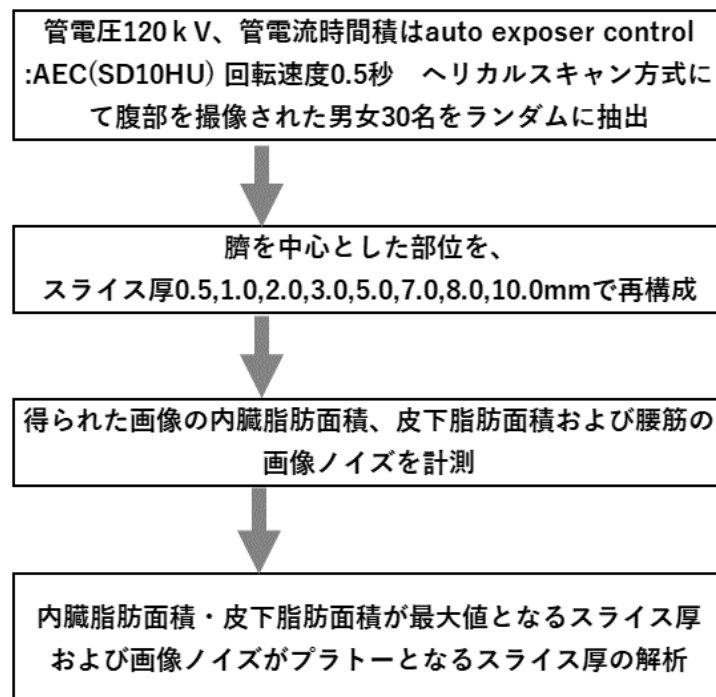 管電圧120ｋV、管電流時間積はauto exposer control
:AEC(SD10HU) 回転速度0.5秒　ヘリカルスキャン方式に
て腹部を撮像された男女30名をランダムに抽出
臍を中心とした部位を、
スライス厚0.5,1.0,2.0,3.0,5.0,7.0,8.0,10.0mmで再構成
得られた画像の内臓脂肪面積、皮下脂肪面積および腰筋の
画像ノイズを計測
内臓脂肪面積・皮下脂肪面積が最大値となるスライス厚
および画像ノイズがプラトーとなるスライス厚の解析